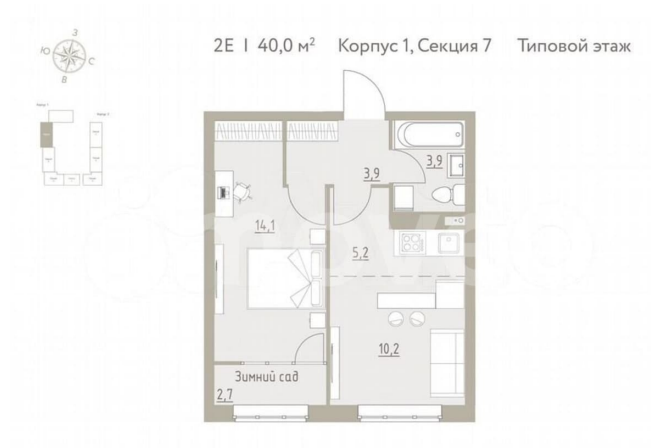 2Е | 40,0 м² Корпус 1, Секция 7 Типовой этаж
З
Ю С
В
3,9
3,9
14,1
5,2
10,2
Зимний сад
2,7